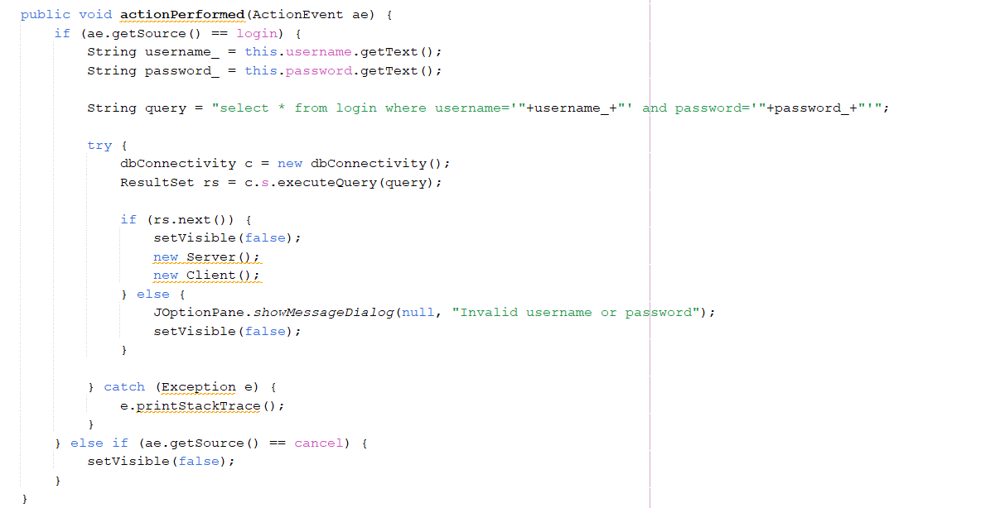 public void actionPerformed(ActionEvent ae) {
    if (ae.getSource() == login) {
        String username_ = this.username.getText();
        String password_ = this.password.getText();

        String query = "select * from login where username='"+username_+"' and password='"+password_+"'";

        try {
            dbConnectivity c = new dbConnectivity();
            ResultSet rs = c.s.executeQuery(query);

            if (rs.next()) {
                setVisible(false);
                new Server();
                new Client();
            } else {
                JOptionPane.showMessageDialog(null, "Invalid username or password");
                setVisible(false);
            }

        } catch (Exception e) {
            e.printStackTrace();
        }
    } else if (ae.getSource() == cancel) {
        setVisible(false);
    }
}